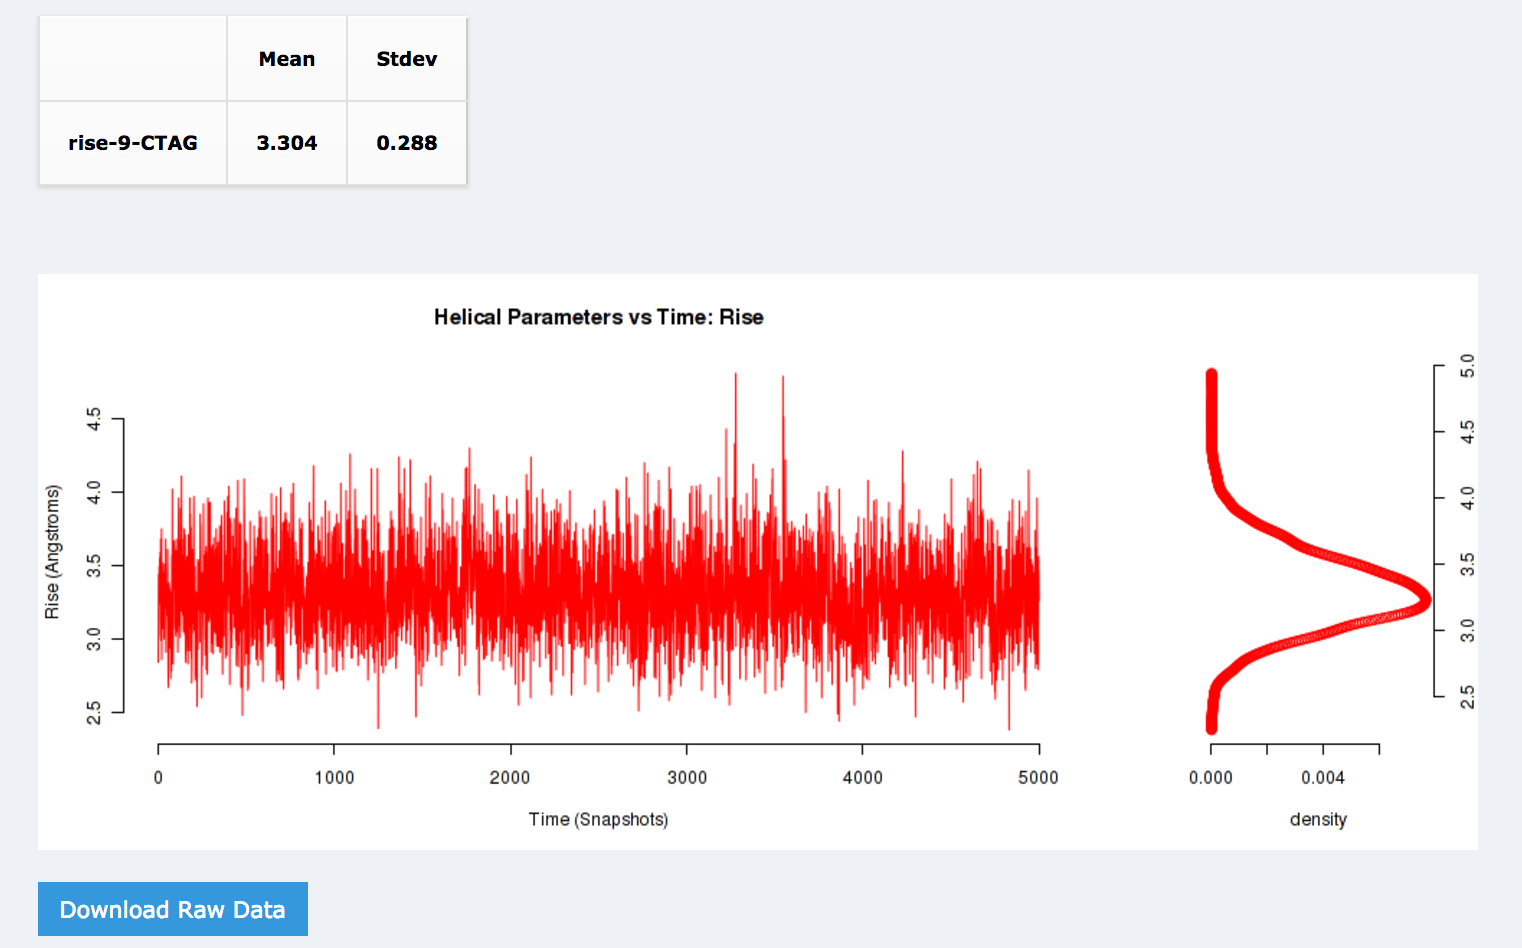 Mean Stdev
rise-9-CTAG 3.304 0.288
Helical Parameters vs Time: Rise
Rise (Angstroms)
4.5
4.0
3.5
3.0
2.5
0 1000 2000 3000 4000 5000
Time (Snapshots)
5.0
4.5
4.0
3.5
3.0
2.5
0.000 0.004
density
Download Raw Data